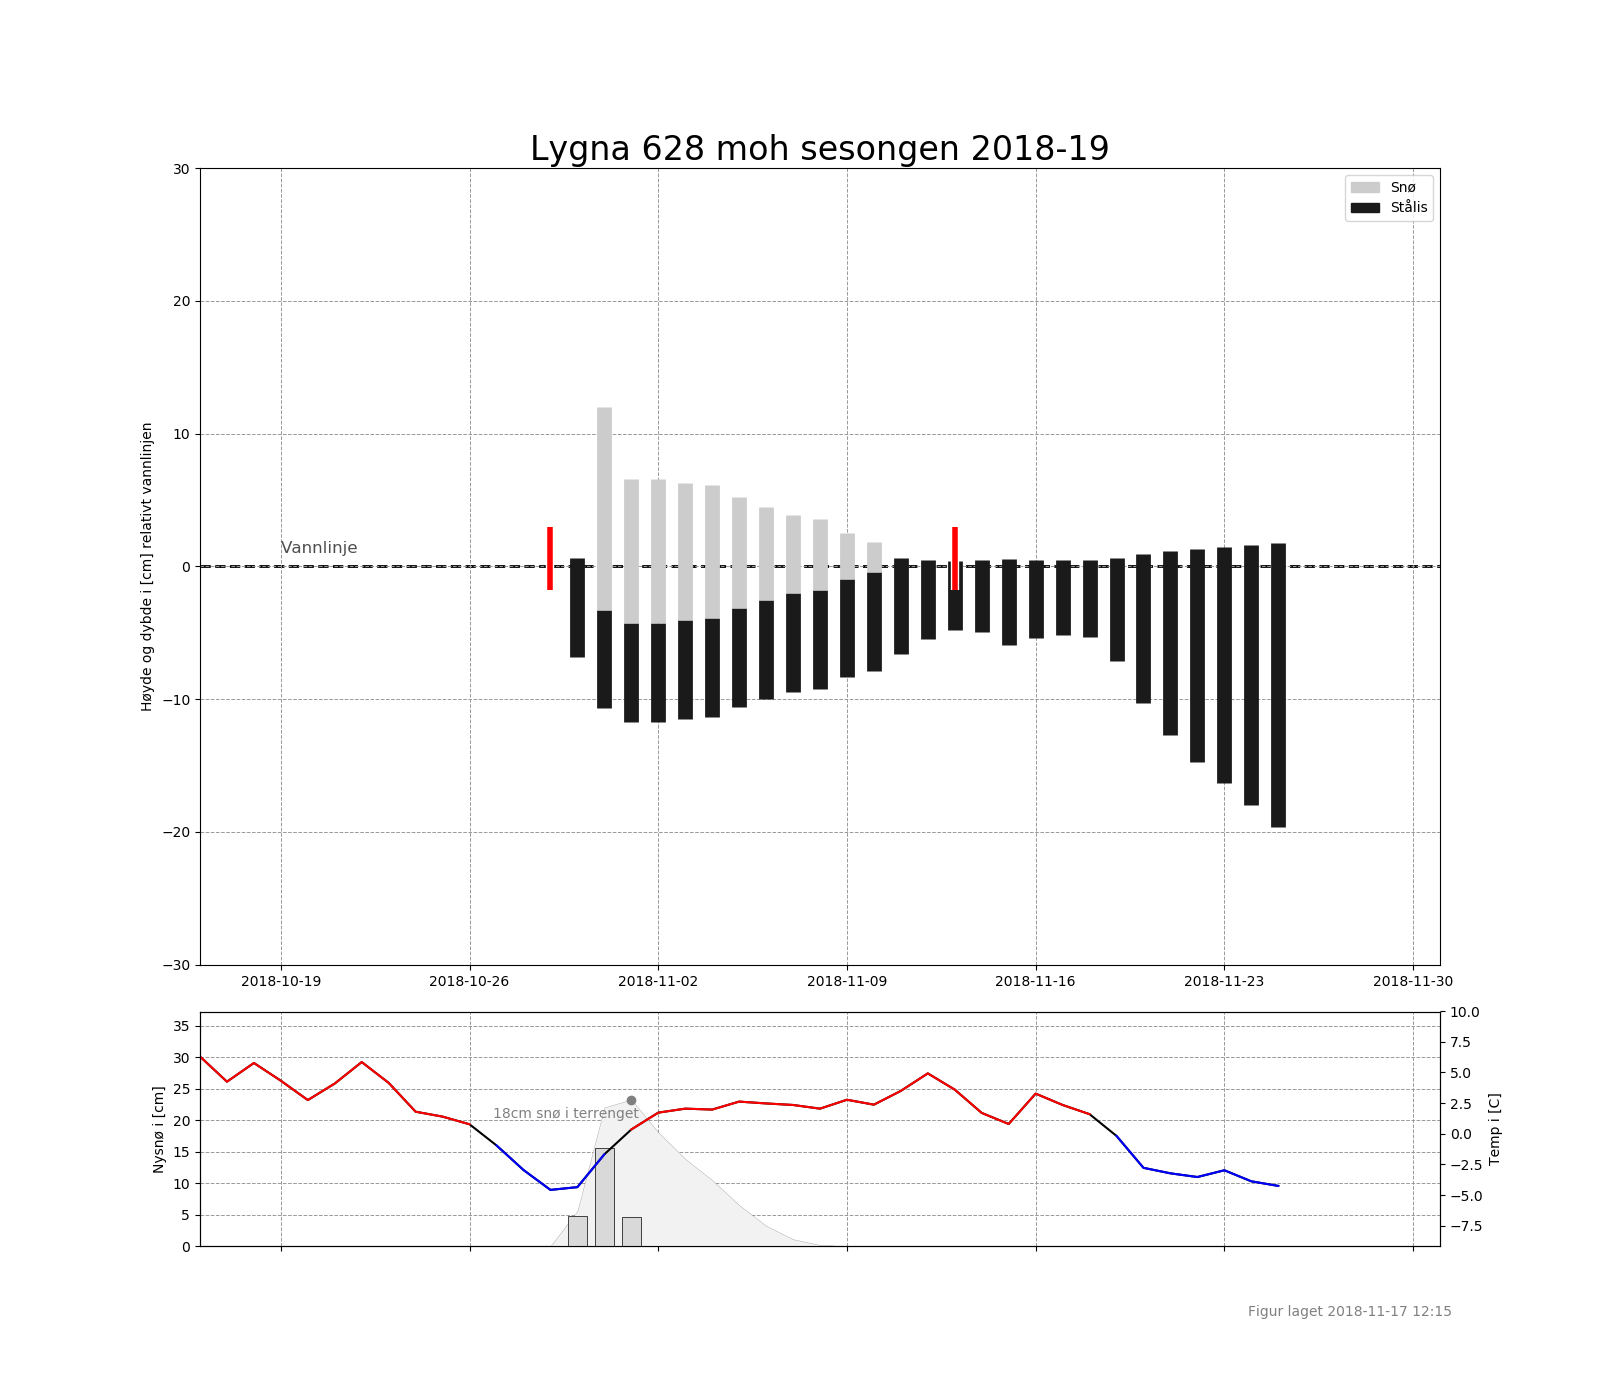 Lygna 628 moh sesongen 2018-19
30
Snø
Stålis
20
10
Vannlinje
0
−10
−20
−30
Høyde og dybde i [cm] relativt vannlinjen
2018-10-19 2018-10-26 2018-11-02 2018-11-09 2018-11-16 2018-11-23 2018-11-30
35
30
25
20
15
10
5
0
Nysnø i [cm]
18cm snø i terrenget
10.0
7.5
5.0
2.5
0.0
−2.5
−5.0
−7.5
Temp i [C]
Figur laget 2018-11-17 12:15